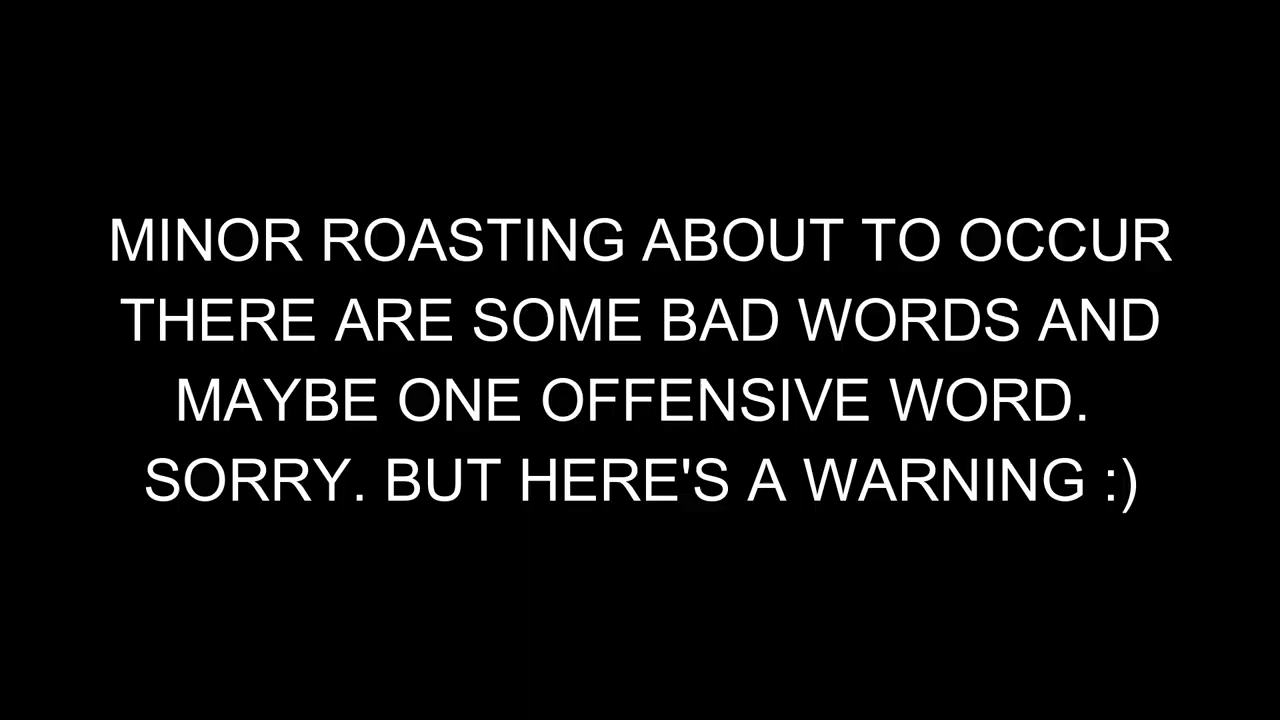 MINOR ROASTING ABOUT TO OCCUR
THERE ARE SOME BAD WORDS AND
MAYBE ONE OFFENSIVE WORD.
SORRY. BUT HERE'S A WARNING :)